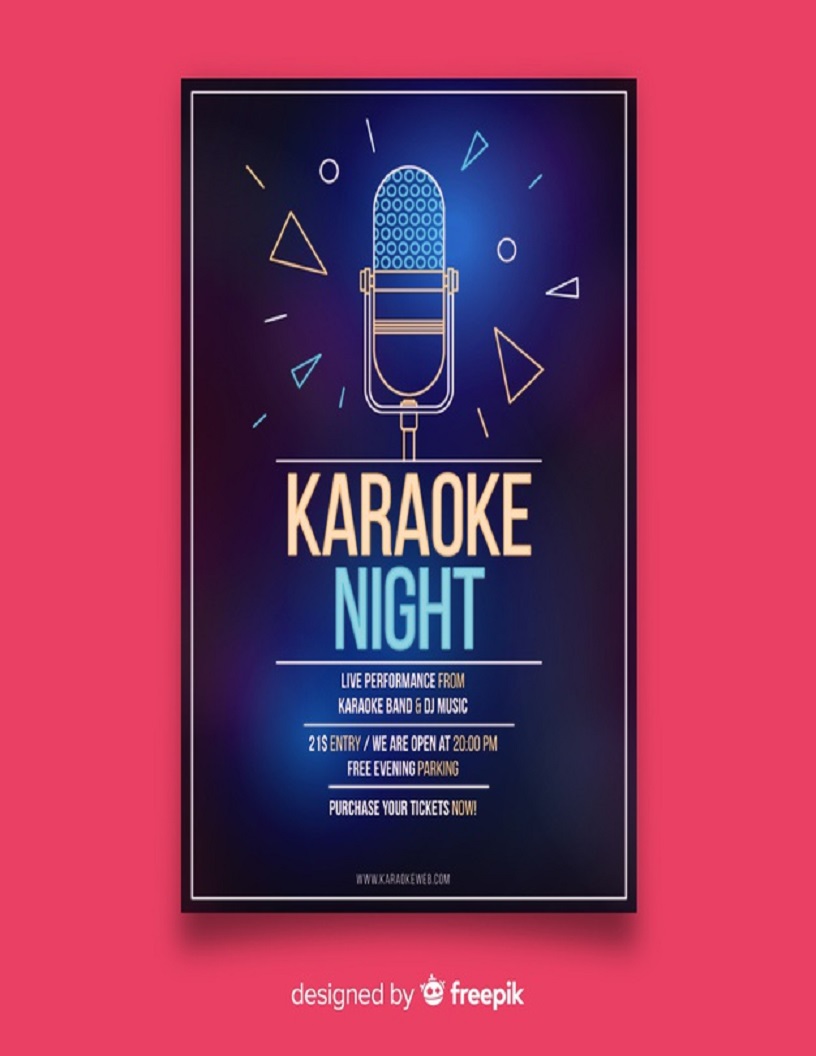 KARAOKE
NIGHT
LIVE PERFORMANCE FROM
KARAOKE BAND & DJ MUSIC
21$ ENTRY / WE ARE OPEN AT 20:00 PM
FREE EVENING PARKING
PURCHASE YOUR TICKETS NOW!
WWW.KARAOKEWEB.COM
designed by freepik